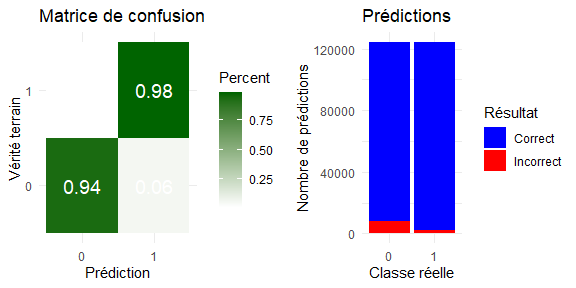 Matrice de confusion
Vérité terrain
1
0
0.98
0.94
0.06
0
1
Prédiction
Percent
0.75
0.50
0.25
Prédictions
Nombre de prédictions
120000
80000
40000
0
0
1
Classe réelle
Résultat
Correct
Incorrect